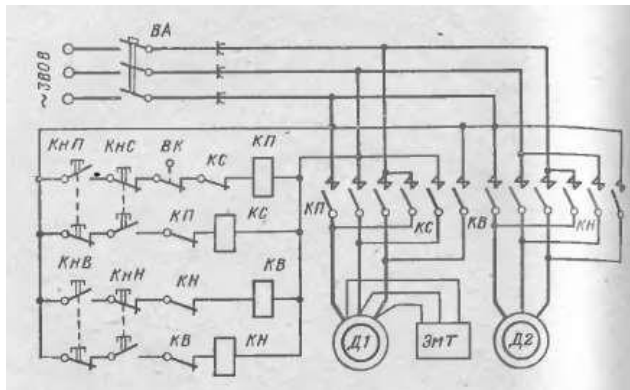 ВА
~380В
КнП КнС ВК КС КП
КП КС
КП КС КВ КН
КнВ КнН КН КВ
КВ КН
Д1 ЭМТ Д2